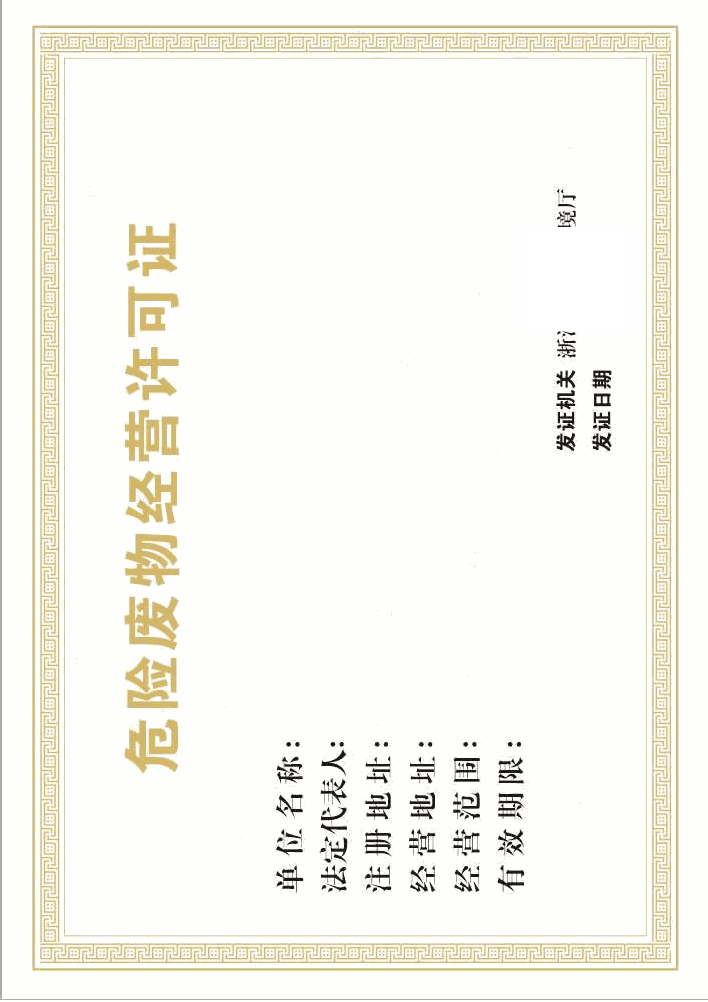 危险废物经营许可证
单位名称：
法定代表人：
注册地址：
经营地址：
经营范围：
有效期限：
发证机关 浙 境厅
发证日期